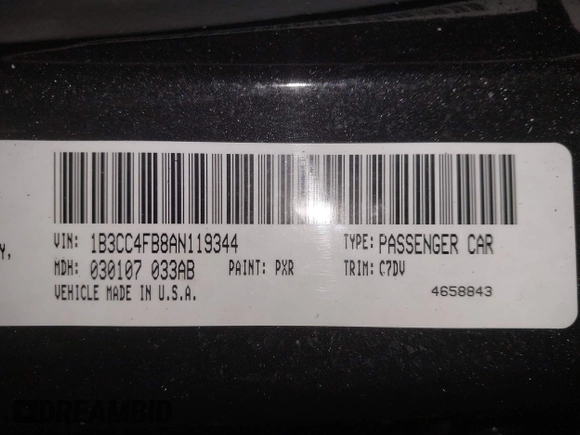 VIN: 1B3CC4FB8AN119344 TYPE: PASSENGER CAR
Y, MDH: 030107 033AB PAINT: PXR TRIM: C7DV
VEHICLE MADE IN U.S.A. 4658843
DREAMBID